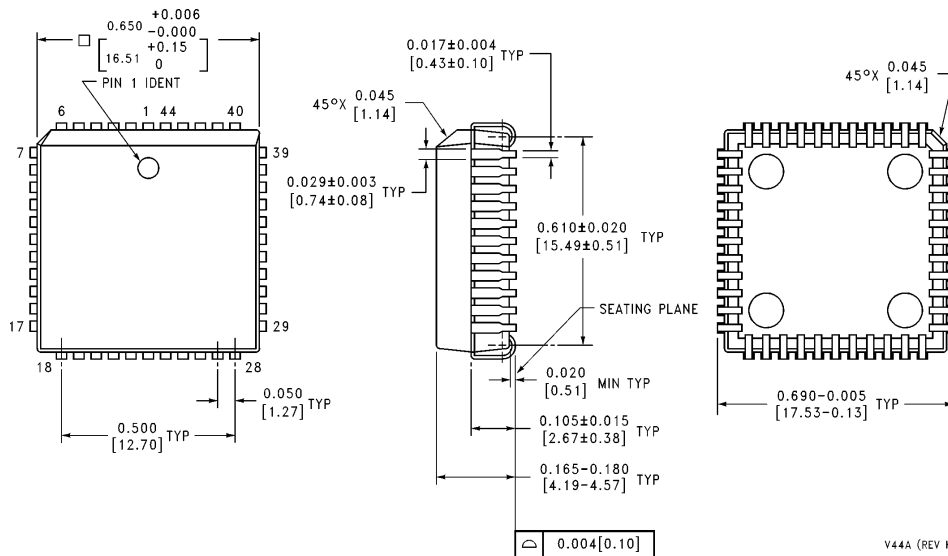 +0.006
0.650 -0.000
+0.15
16.51 0
PIN 1 IDENT
6 1 44 40
7 39
17 29
18 28
0.050
[1.27] TYP
0.500
[12.70] TYP
0.017±0.004
[0.43±0.10] TYP
45°X 0.045
[1.14]
0.029±0.003
[0.74±0.08] TYP
0.610±0.020
[15.49±0.51] TYP
SEATING PLANE
0.020
[0.51] MIN TYP
0.105±0.015
[2.67±0.38] TYP
0.165-0.180
[4.19-4.57] TYP
0.004[0.10]
45°X 0.045
[1.14]
0.690-0.005
[17.53-0.13] TYP
V44A (REV